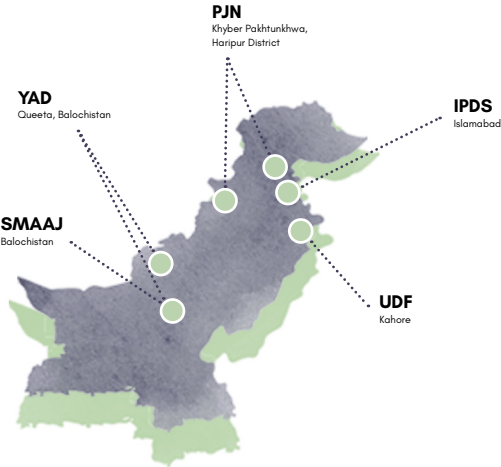 PJN
Khyber Pakhtunkhwa,
Haripur District
YAD
Queeta, Balochistan
IPDS
Islamabad
SMAAJ
Balochistan
UDF
Kahore